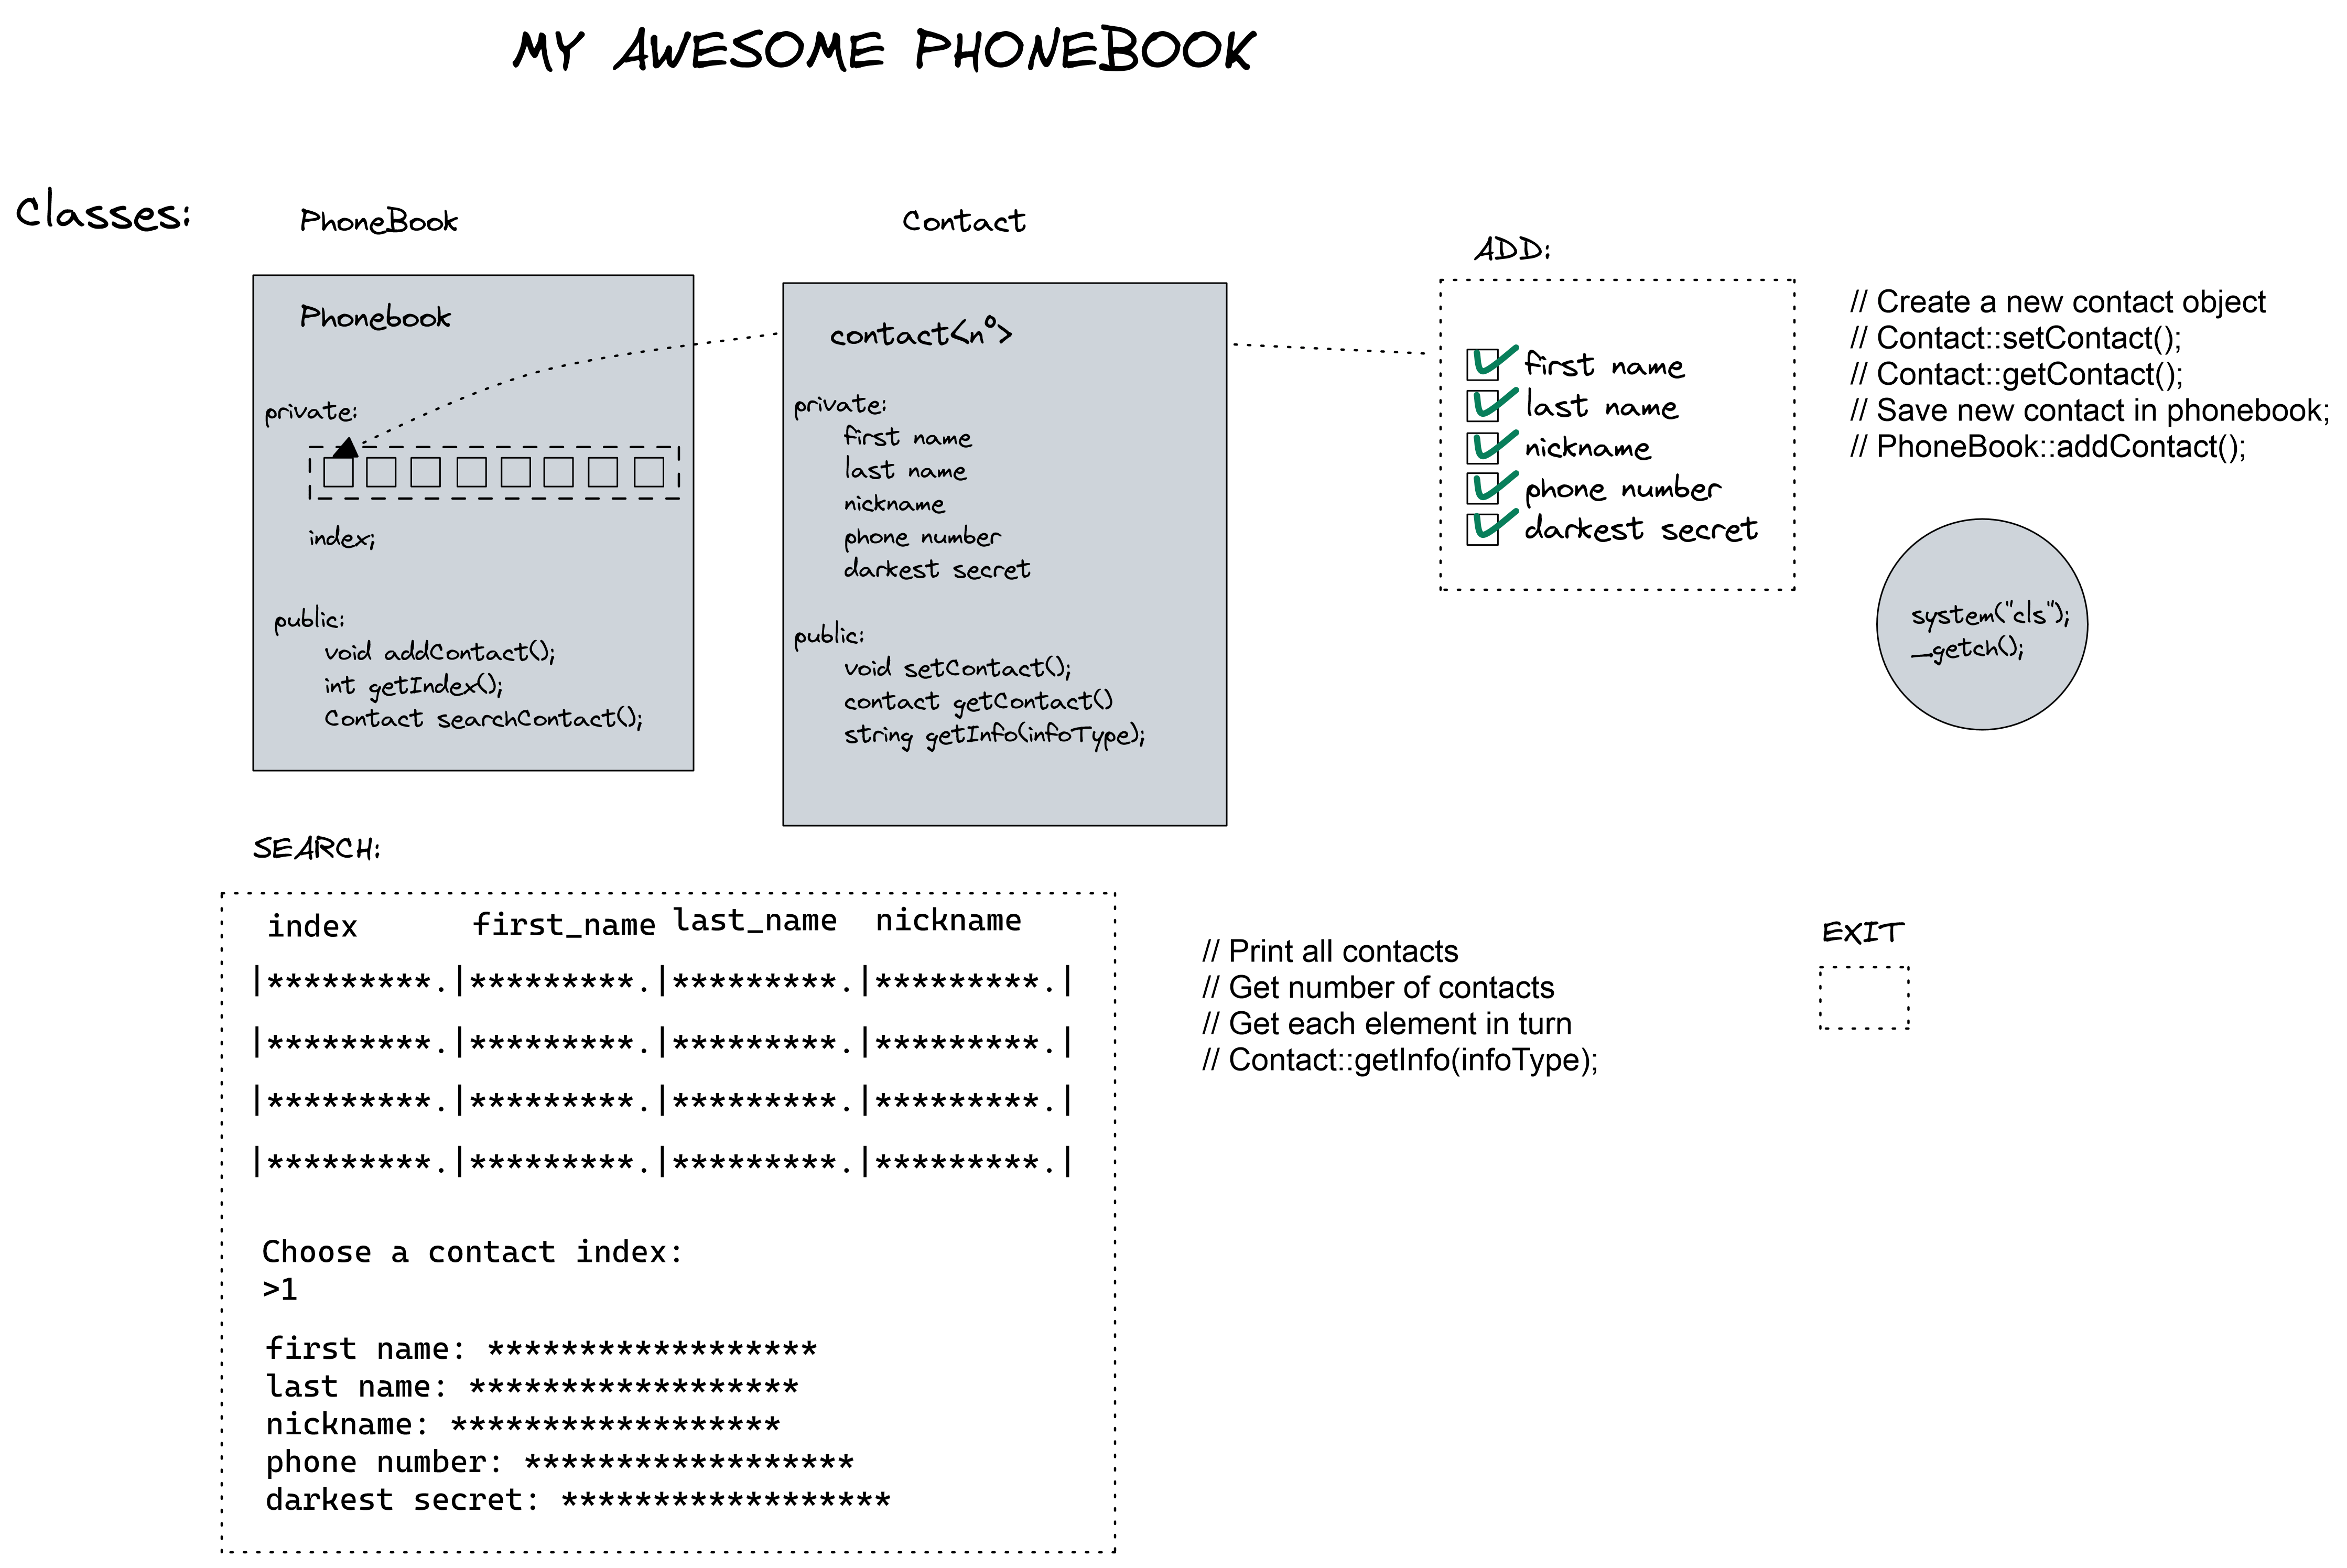 MY AWESOME PHONEBOOK
Classes:
PhoneBook
Phonebook
private:
index;
public:
void addContact();
int getIndex();
Contact searchContact();
Contact
contact<n°>
private:
first name
last name
nickname
phone number
darkest secret
public:
void setContact();
contact getContact()
string getInfo(infoType);
ADD:
first name
last name
nickname
phone number
darkest secret
// Create a new contact object
// Contact::setContact();
// Contact::getContact();
// Save new contact in phonebook;
// PhoneBook::addContact();
system("cls");
_getch();
SEARCH:
index first_name last_name nickname
|*********.|*********.|*********.|*********.|
|*********.|*********.|*********.|*********.|
|*********.|*********.|*********.|*********.|
|*********.|*********.|*********.|*********.|
Choose a contact index:
>1
first name: ******************
last name: ******************
nickname: ******************
phone number: ******************
darkest secret: ******************
// Print all contacts
// Get number of contacts
// Get each element in turn
// Contact::getInfo(infoType);
EXIT